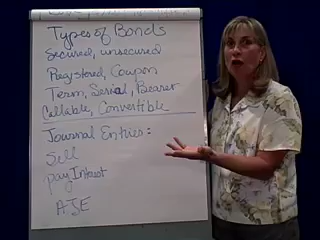 Types of Bonds
Secured, unsecured
Registered, Coupon
Term, Serial, Bearer
Callable, Convertible
Journal Entries:
Sell
pay Interest
AJE